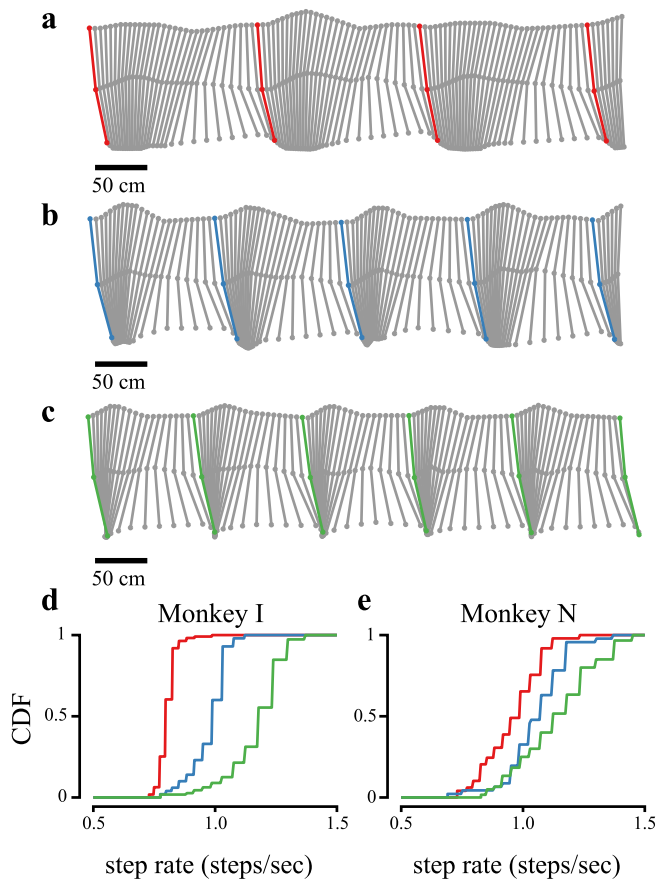 a
50 cm
b
50 cm
c
50 cm
d
Monkey I
e
Monkey N
CDF
1
0.5
0
0.5
1.0
1.5
step rate (steps/sec)
1
0.5
0
0.5
1.0
1.5
step rate (steps/sec)